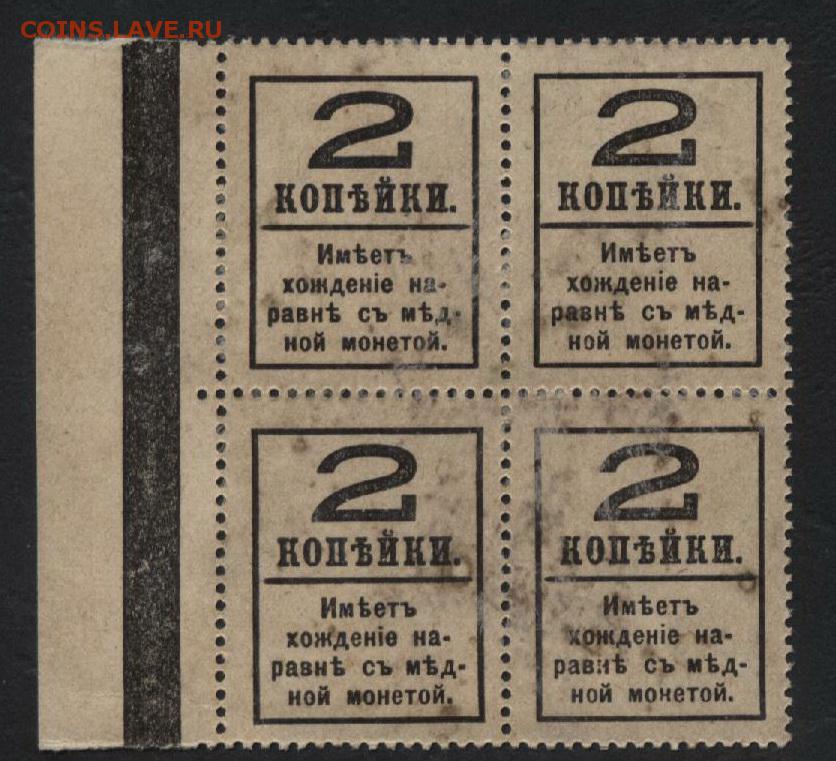 COINS.LAVE.RU
2
КОПѢЙКИ.
Имѣетъ
хожденіе на-
равнѣ съ мѣд-
ной монетой.
2
КОПѢЙКИ.
Имѣетъ
хожденіе на-
равнѣ съ мѣд-
ной монетой.
2
КОПѢЙКИ.
Имѣетъ
хожденіе на-
равнѣ съ мѣд-
ной монетой.
2
КОПѢЙКИ.
Имѣетъ
хожденіе на-
равнѣ съ мѣд-
ной монетой.